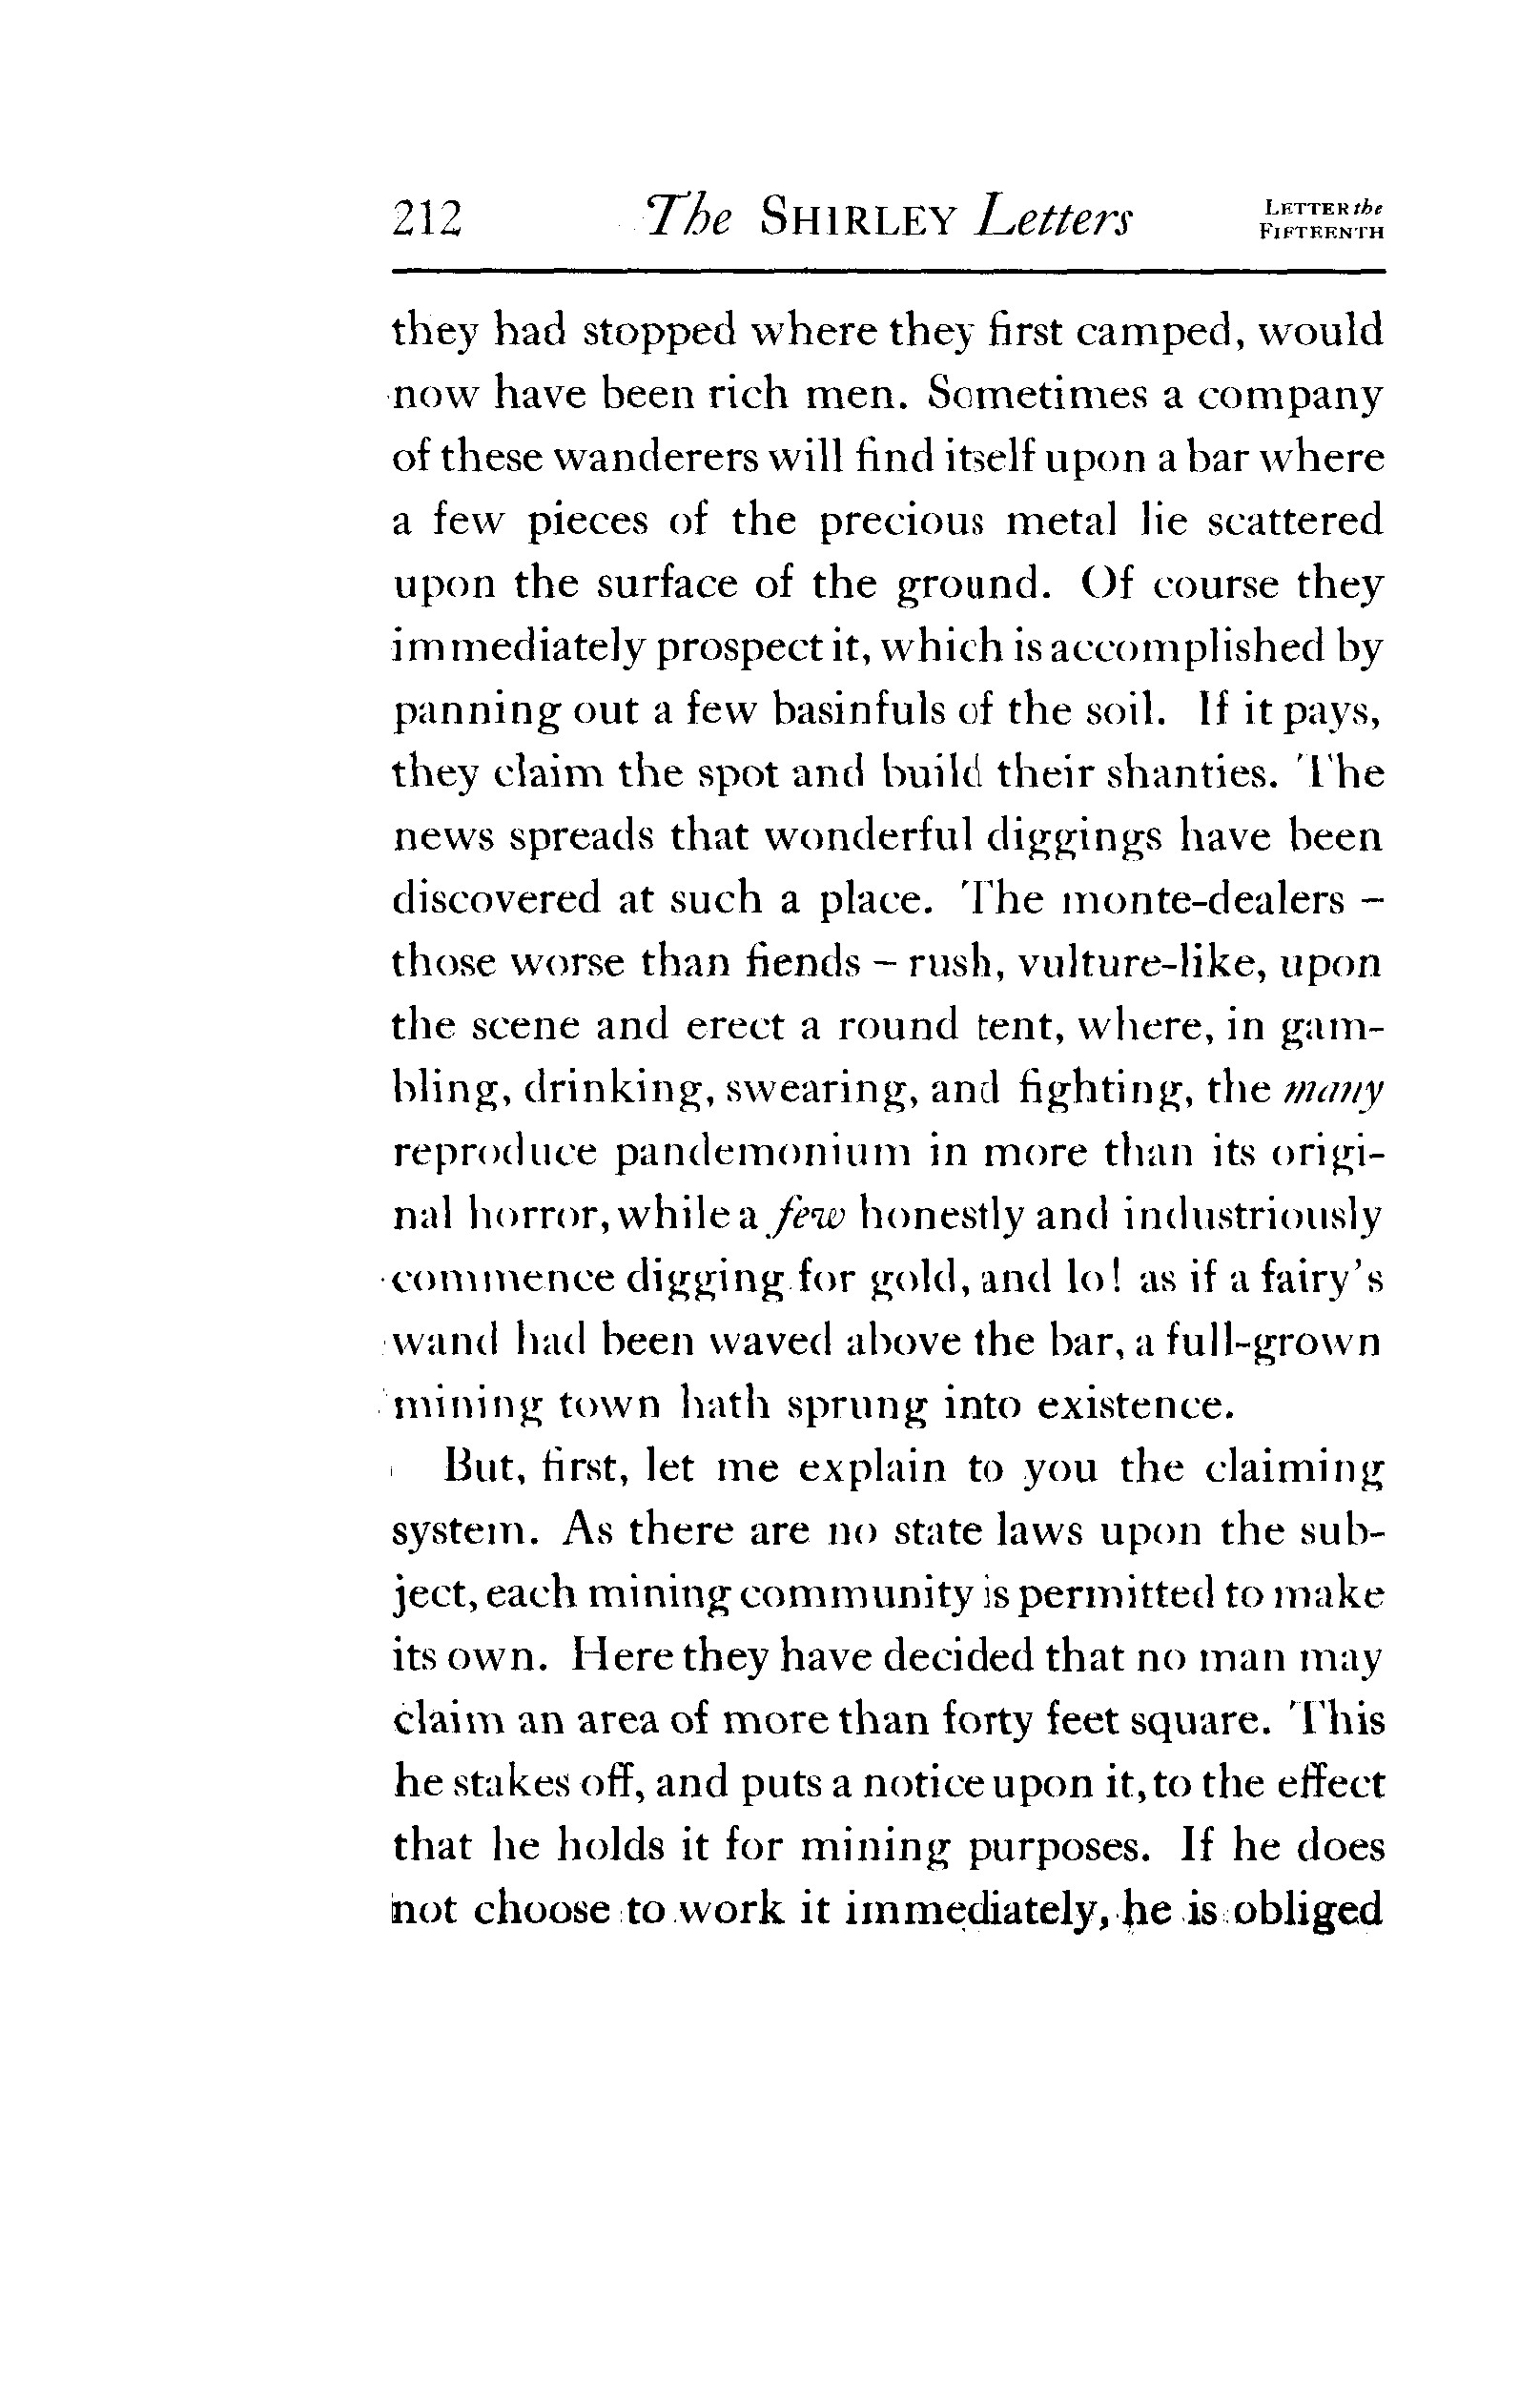 212 The SHIRLEY Letters LETTER the
FIFTEENTH
they had stopped where they first camped, would
now have been rich men. Sometimes a company
of these wanderers will find itself upon a bar where
a few pieces of the precious metal lie scattered
upon the surface of the ground. Of course they
immediately prospect it, which is accomplished by
panning out a few basinfuls of the soil. If it pays,
they claim the spot and build their shanties. The
news spreads that wonderful diggings have been
discovered at such a place. The monte-dealers –
those worse than fiends – rush, vulture-like, upon
the scene and erect a round tent, where, in gam-
bling, drinking, swearing, and fighting, the many
reproduce pandemonium in more than its origi-
nal horror, while a few honestly and industriously
commence digging for gold, and lo! as if a fairy's
wand had been waved above the bar, a full-grown
mining town hath sprung into existence.
But, first, let me explain to you the claiming
system. As there are no state laws upon the sub-
ject, each mining community is permitted to make
its own. Here they have decided that no man may
claim an area of more than forty feet square. This
he stakes off, and puts a notice upon it, to the effect
that he holds it for mining purposes. If he does
not choose to work it immediately, he is obliged